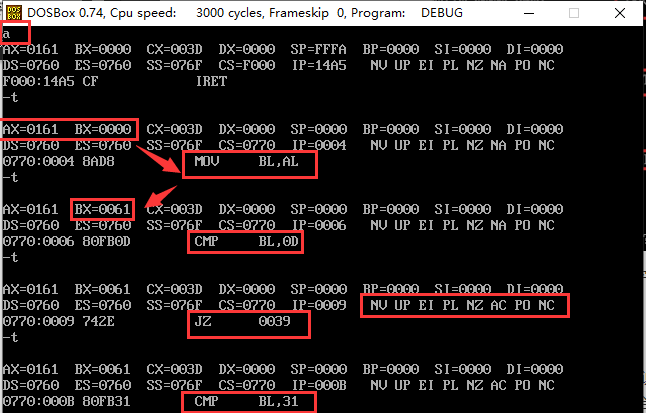 DOSBox 0.74, Cpu speed: 3000 cycles, Frameskip 0, Program: DEBUG
a
AX=0161 BX=0000 CX=003D DX=0000 SP=FFFA BP=0000 SI=0000 DI=0000
DS=0760 ES=0760 SS=076F CS=F000 IP=14A5 NV UP EI PL NZ NA PO NC
F000:14A5 CF IRET
-t
AX=0161 BX=0000 CX=003D DX=0000 SP=0000 BP=0000 SI=0000 DI=0000
DS=0760 ES=0760 SS=076F CS=0770 IP=0004 NV UP EI PL NZ NA PO NC
0770:0004 8AD8 MOV BL,AL
-t
AX=0161 BX=0061 CX=003D DX=0000 SP=0000 BP=0000 SI=0000 DI=0000
DS=0760 ES=0760 SS=076F CS=0770 IP=0006 NV UP EI PL NZ NA PO NC
0770:0006 80FB0D CMP BL,0D
-t
AX=0161 BX=0061 CX=003D DX=0000 SP=0000 BP=0000 SI=0000 DI=0000
DS=0760 ES=0760 SS=076F CS=0770 IP=0009 NV UP EI PL NZ AC PO NC
0770:0009 742E JZ 0039
-t
AX=0161 BX=0061 CX=003D DX=0000 SP=0000 BP=0000 SI=0000 DI=0000
DS=0760 ES=0760 SS=076F CS=0770 IP=000B NV UP EI PL NZ AC PO NC
0770:000B 80FB31 CMP BL,31